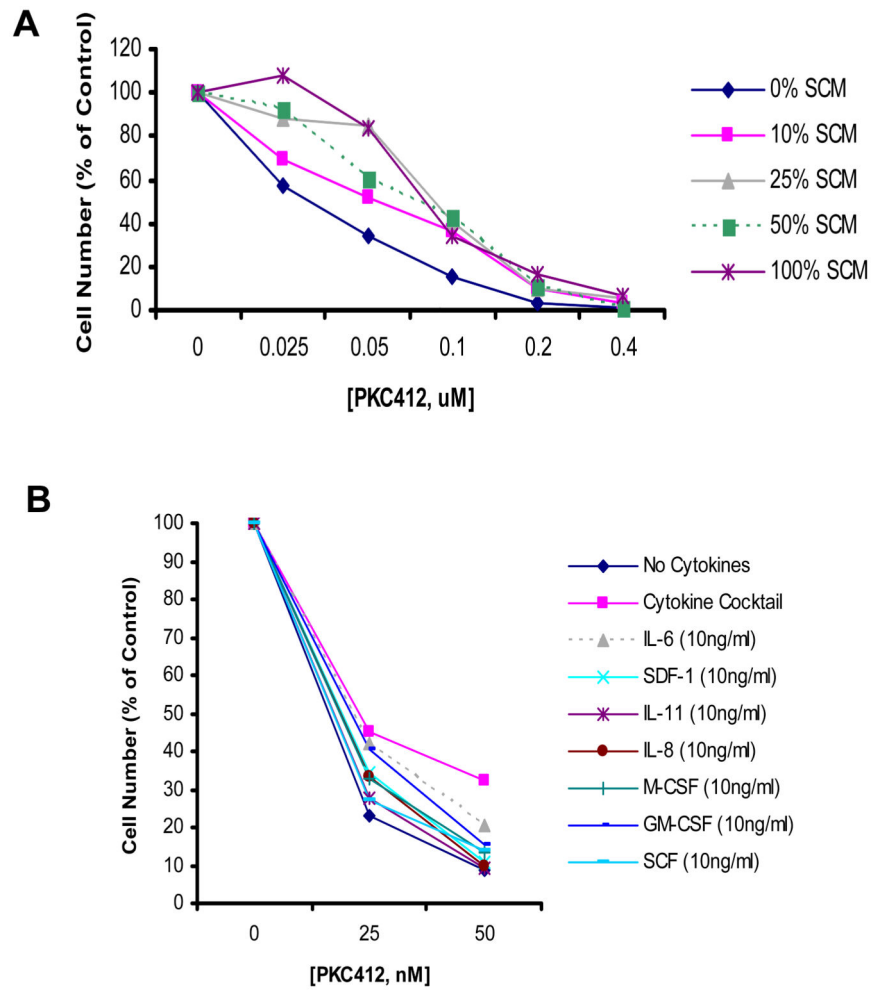 A
Cell Number (% of Control)
120
100
80
60
40
20
0
0 0.025 0.05 0.1 0.2 0.4
[PKC412, uM]
0% SCM
10% SCM
25% SCM
50% SCM
100% SCM
B
Cell Number (% of Control)
100
90
80
70
60
50
40
30
20
10
0
0 25 50
[PKC412, nM]
No Cytokines
Cytokine Cocktail
IL-6 (10ng/ml)
SDF-1 (10ng/ml)
IL-11 (10ng/ml)
IL-8 (10ng/ml)
M-CSF (10ng/ml)
GM-CSF (10ng/ml)
SCF (10ng/ml)